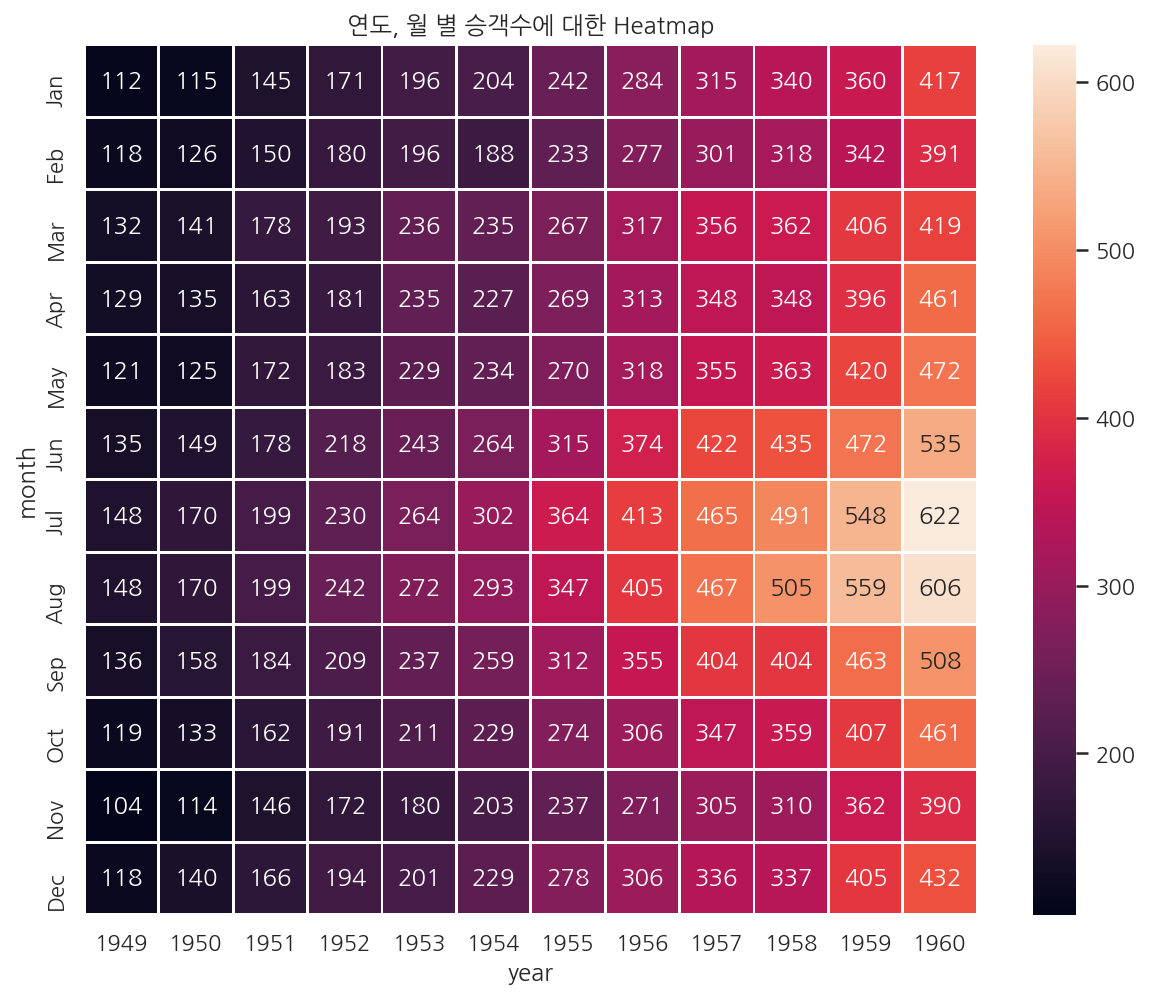 연도, 월 별 승객수에 대한 Heatmap
month
Jan 112 115 145 171 196 204 242 284 315 340 360 417
Feb 118 126 150 180 196 188 233 277 301 318 342 391
Mar 132 141 178 193 236 235 267 317 356 362 406 419
Apr 129 135 163 181 235 227 269 313 348 348 396 461
May 121 125 172 183 229 234 270 318 355 363 420 472
Jun 135 149 178 218 243 264 315 374 422 435 472 535
Jul 148 170 199 230 264 302 364 413 465 491 548 622
Aug 148 170 199 242 272 293 347 405 467 505 559 606
Sep 136 158 184 209 237 259 312 355 404 404 463 508
Oct 119 133 162 191 211 229 274 306 347 359 407 461
Nov 104 114 146 172 180 203 237 271 305 310 362 390
Dec 118 140 166 194 201 229 278 306 336 337 405 432
1949 1950 1951 1952 1953 1954 1955 1956 1957 1958 1959 1960
year
600
500
400
300
200